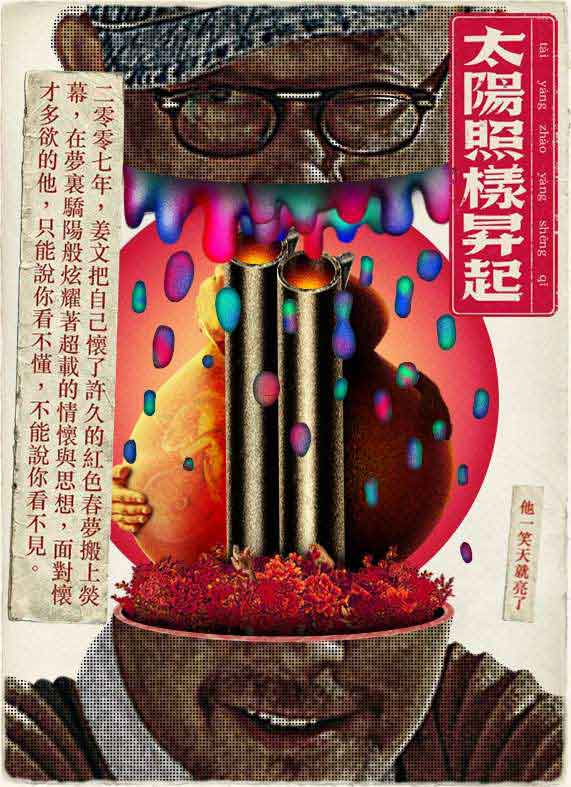 太陽照樣昇起
tài yáng zhào yàng shēng qǐ
二零零七年，姜文把自己懷了許久的紅色春夢搬上熒
幕，在夢裏驕陽般炫耀著超載的情懷與思想，面對懷
才多欲的他，只能說你看不懂，不能說你看不見。
他一笑天就亮了